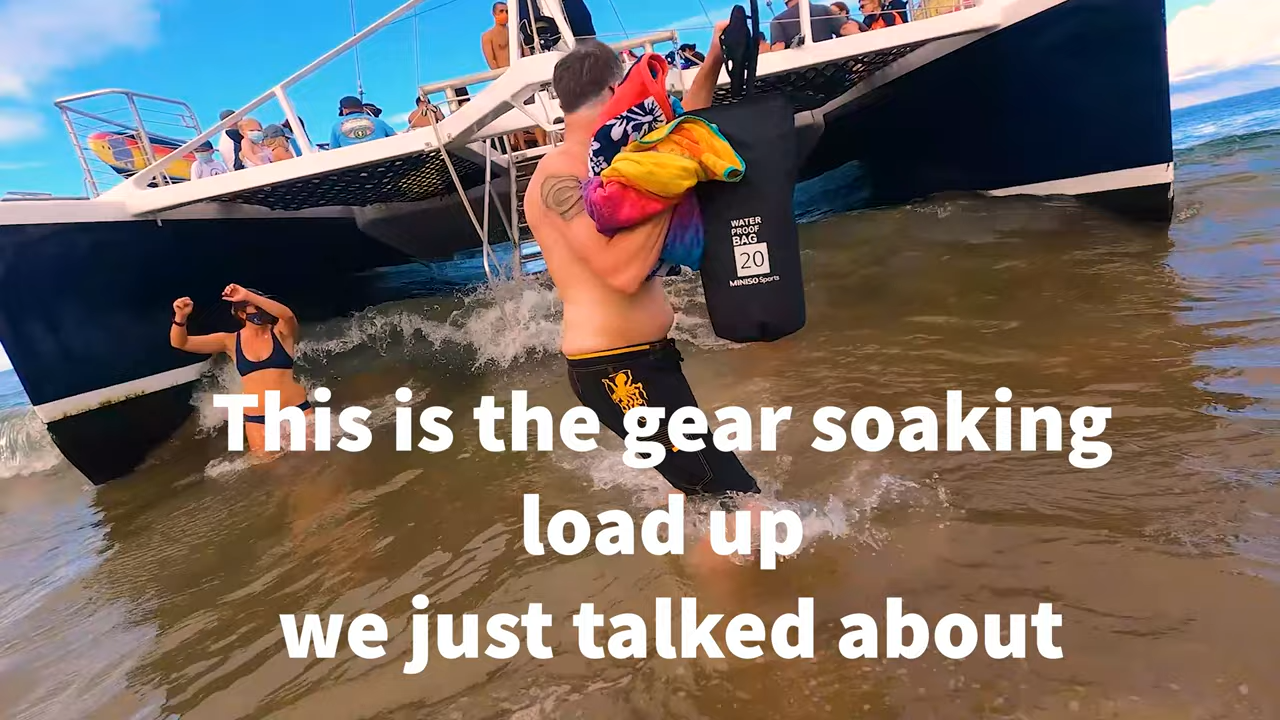 WATER
PROOF
BAG
20
MINISO Sports
This is the gear soaking
load up
we just talked about